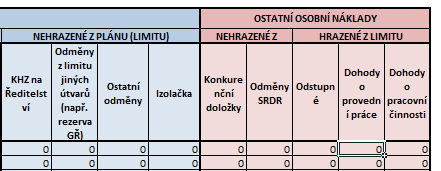 OSTATNÍ OSOBNÍ NÁKLADY
NEHRAZENÉ Z PLÁNU (LIMITU)
NEHRAZENÉ Z
HRAZENÉ Z LIMITU
KHZ na
Ředitelst
ví
Odměny
z limitu
jiných
útvarů
(např.
rezerva
GŘ)
Ostatní
odměny
Izolačka
Konkure
nční
doložky
Odměny
SRDR
Odstupn
é
Dohody
o
provedn
í práce
Dohody
o
pracovní
činnosti
0 0 0 0 0 0 0 0 0
0 0 0 0 0 0 0 0 0